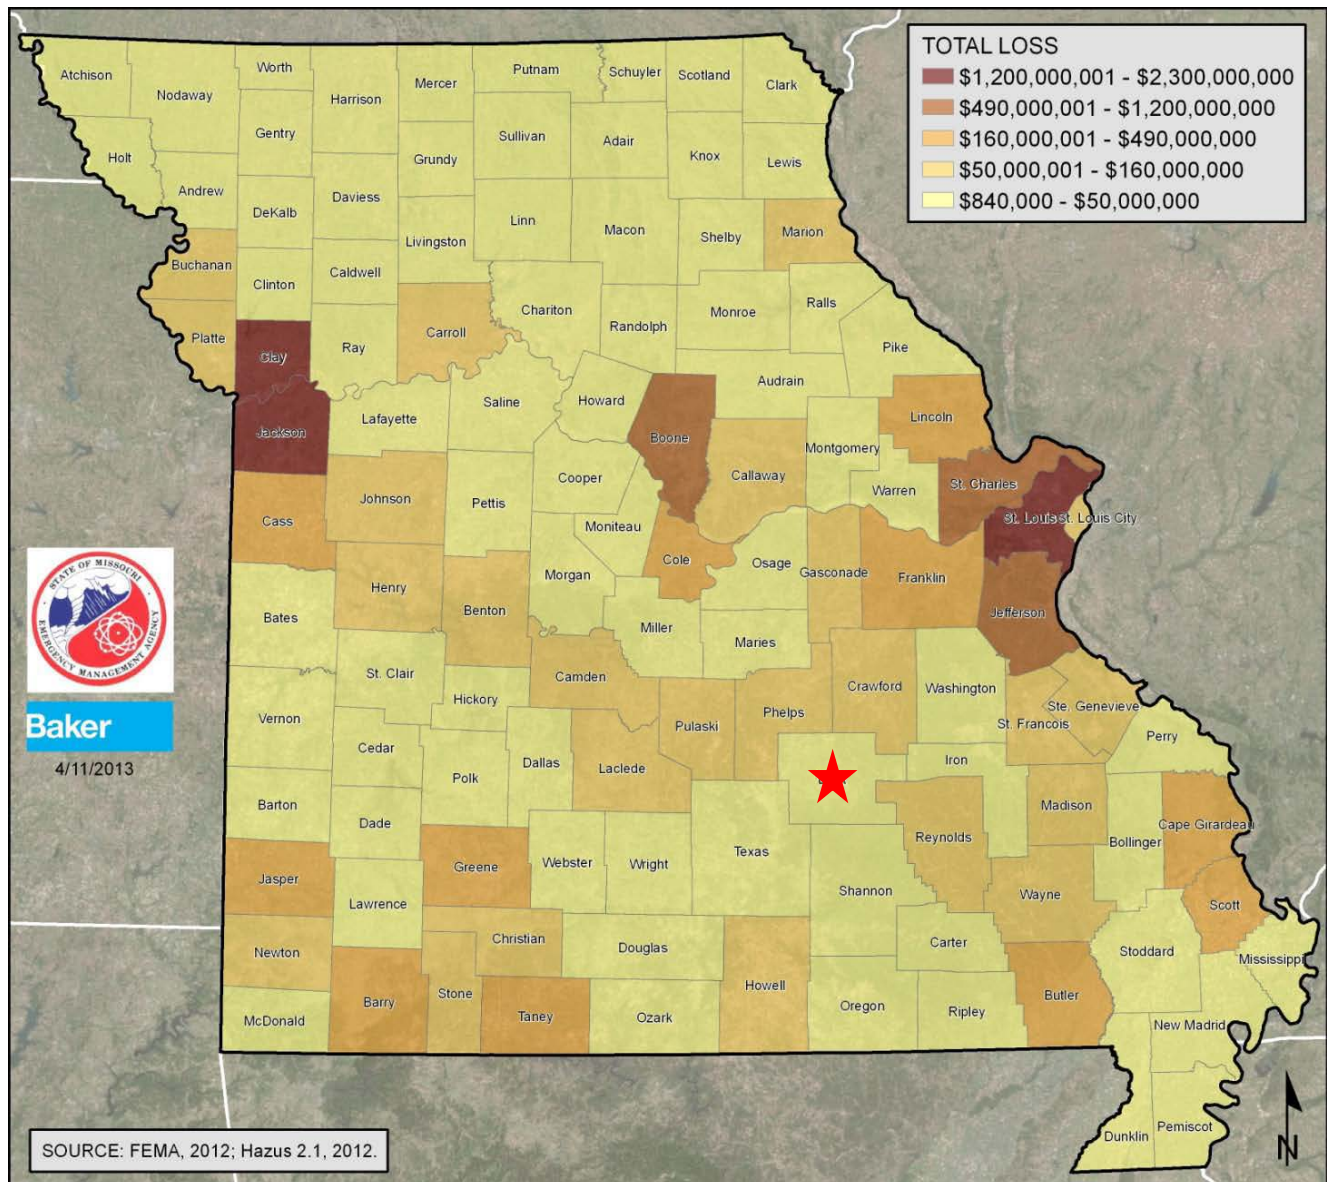 TOTAL LOSS
$1,200,000,001 - $2,300,000,000
$490,000,001 - $1,200,000,000
$160,000,001 - $490,000,000
$50,000,001 - $160,000,000
$840,000 - $50,000,000
Atchison
Nodaway
Worth
Harrison
Mercer
Putnam
Schuyler
Scotland
Clark
Gentry
Sullivan
Adair
Knox
Lewis
Holt
Andrew
DeKalb
Daviess
Grundy
Livingston
Linn
Macon
Shelby
Marion
Buchanan
Clinton
Caldwell
Chariton
Randolph
Monroe
Ralls
Pike
Platte
Clay
Ray
Carroll
Audrain
Jackson
Lafayette
Saline
Howard
Boone
Callaway
Montgomery
Lincoln
Warren
St. Charles
St. Louis
St. Louis City
Cass
Johnson
Pettis
Cooper
Moniteau
Cole
Osage
Gasconade
Franklin
Jefferson
Bates
Henry
Benton
Morgan
Miller
Maries
STATE OF MISSOURI
EMERGENCY MANAGEMENT AGENCY
Baker
4/11/2013
Vernon
St. Clair
Hickory
Camden
Pulaski
Phelps
Crawford
Washington
St. Francois
Ste. Genevieve
Perry
Cedar
Polk
Dallas
Laclede
Iron
Madison
Bollinger
Cape Girardeau
Barton
Dade
Greene
Webster
Wright
Texas
Reynolds
Shannon
Wayne
Scott
Jasper
Lawrence
Newton
Christian
Douglas
Howell
Carter
Stoddard
Mississippi
McDonald
Barry
Stone
Taney
Ozark
Oregon
Ripley
Butler
New Madrid
Dunklin
Pemiscot
SOURCE: FEMA, 2012; Hazus 2.1, 2012.
N